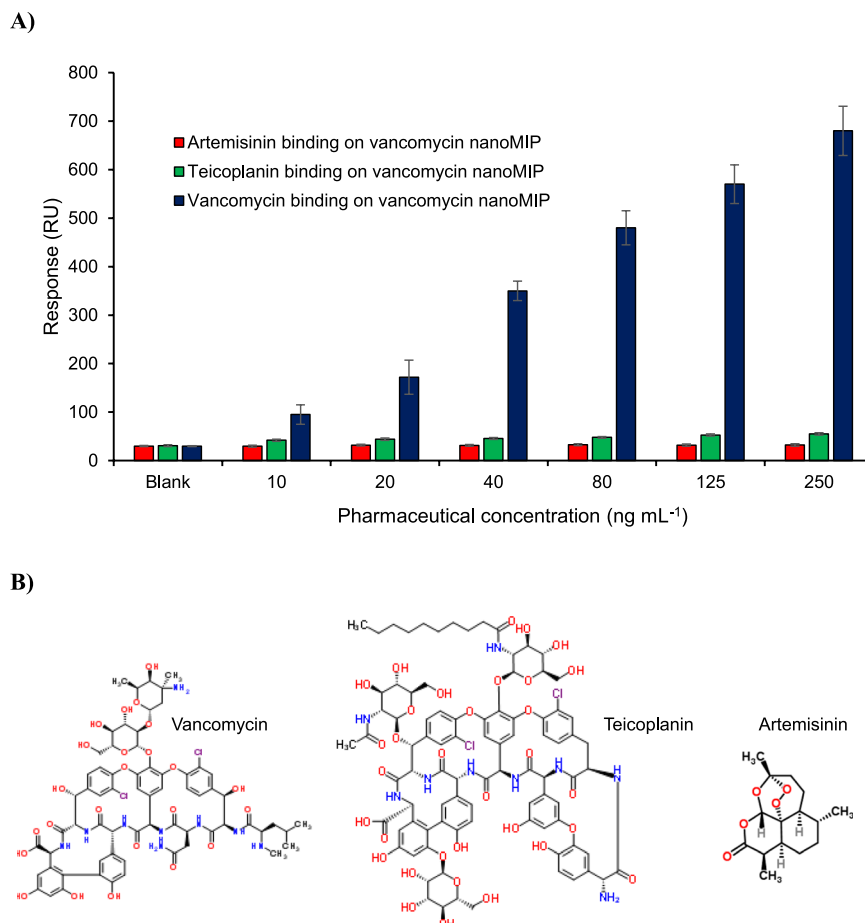 A)
800
700
600
500
400
300
200
100
0
Response (RU)
Artemisinin binding on vancomycin nanoMIP
Teicoplanin binding on vancomycin nanoMIP
Vancomycin binding on vancomycin nanoMIP
Blank 10 20 40 80 125 250
Pharmaceutical concentration (ng mL⁻¹)
B)
Vancomycin
Teicoplanin
Artemisinin